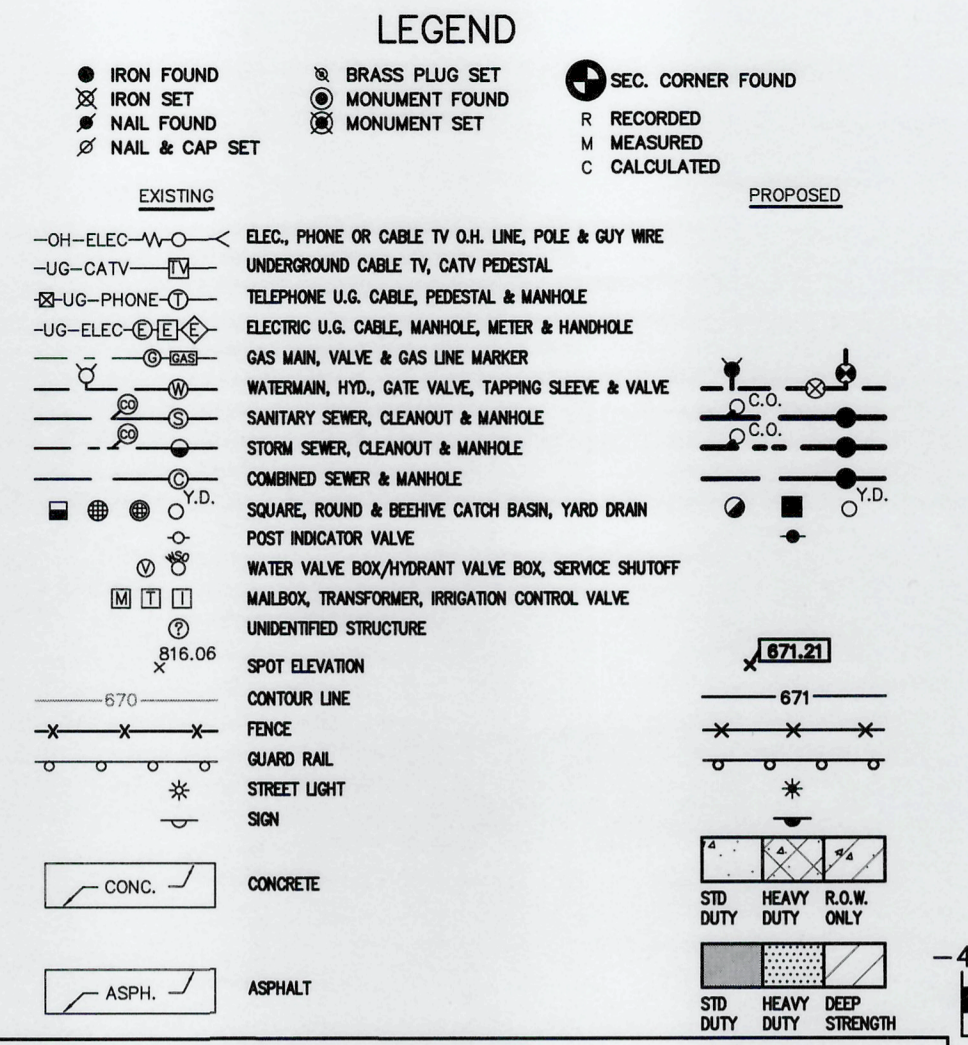 LEGEND
IRON FOUND
IRON SET
NAIL FOUND
NAIL & CAP SET
BRASS PLUG SET
MONUMENT FOUND
MONUMENT SET
SEC. CORNER FOUND
R RECORDED
M MEASURED
C CALCULATED
EXISTING
PROPOSED
-OH-ELEC- ELEC., PHONE OR CABLE TV O.H. LINE, POLE & GUY WIRE
-UG-CATV- TV UNDERGROUND CABLE TV, CATV PEDESTAL
-UG-PHONE- T TELEPHONE U.G. CABLE, PEDESTAL & MANHOLE
-UG-ELEC- E E E ELECTRIC U.G. CABLE, MANHOLE, METER & HANDHOLE
G GAS GAS MAIN, VALVE & GAS LINE MARKER
W WATERMAIN, HYD., GATE VALVE, TAPPING SLEEVE & VALVE
CO S SANITARY SEWER, CLEANOUT & MANHOLE C.O.
CO STORM SEWER, CLEANOUT & MANHOLE C.O.
C COMBINED SEWER & MANHOLE
Y.D. SQUARE, ROUND & BEEHIVE CATCH BASIN, YARD DRAIN Y.D.
POST INDICATOR VALVE
V WSO WATER VALVE BOX/HYDRANT VALVE BOX, SERVICE SHUTOFF
M T I MAILBOX, TRANSFORMER, IRRIGATION CONTROL VALVE
? UNIDENTIFIED STRUCTURE
816.06 SPOT ELEVATION 671.21
670 CONTOUR LINE 671
FENCE
GUARD RAIL
STREET LIGHT
SIGN
CONC. CONCRETE
STD DUTY
HEAVY DUTY
R.O.W. ONLY
ASPH. ASPHALT
STD DUTY
HEAVY DUTY
DEEP STRENGTH